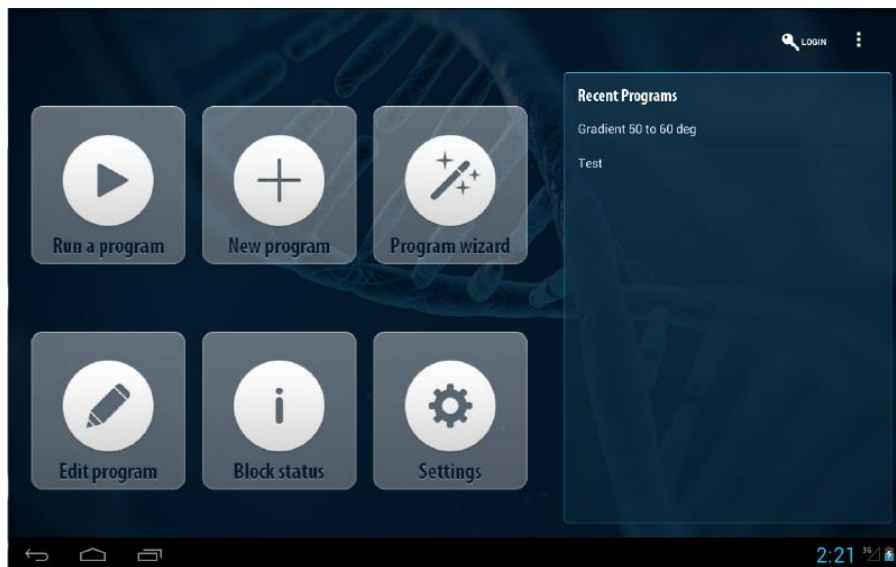 LOGIN
Recent Programs
Gradient 50 to 60 deg
Test
Run a program
New program
Program wizard
Edit program
Block status
Settings
2:21
3G